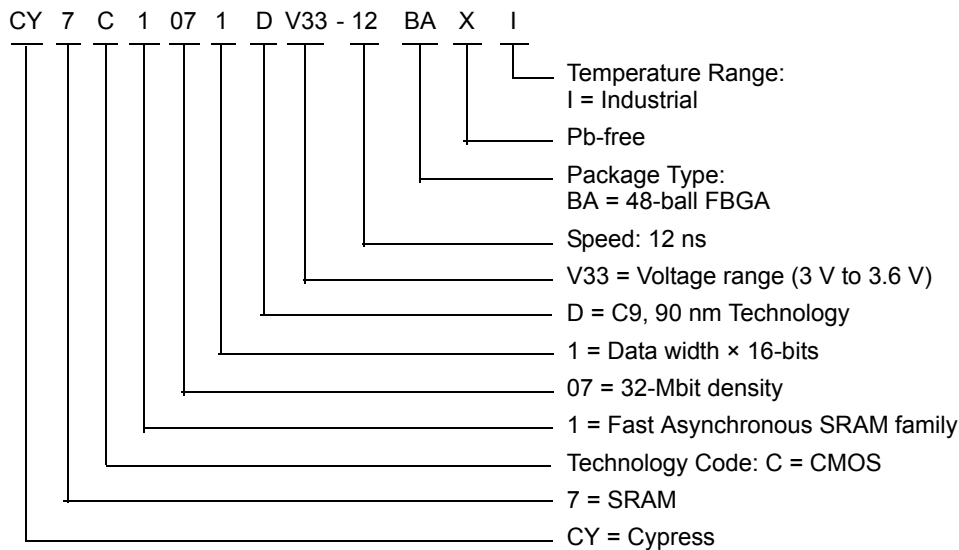 CY 7 C 1 07 1 D V33 - 12 BA X I
Temperature Range:
I = Industrial
Pb-free
Package Type:
BA = 48-ball FBGA
Speed: 12 ns
V33 = Voltage range (3 V to 3.6 V)
D = C9, 90 nm Technology
1 = Data width × 16-bits
07 = 32-Mbit density
1 = Fast Asynchronous SRAM family
Technology Code: C = CMOS
7 = SRAM
CY = Cypress